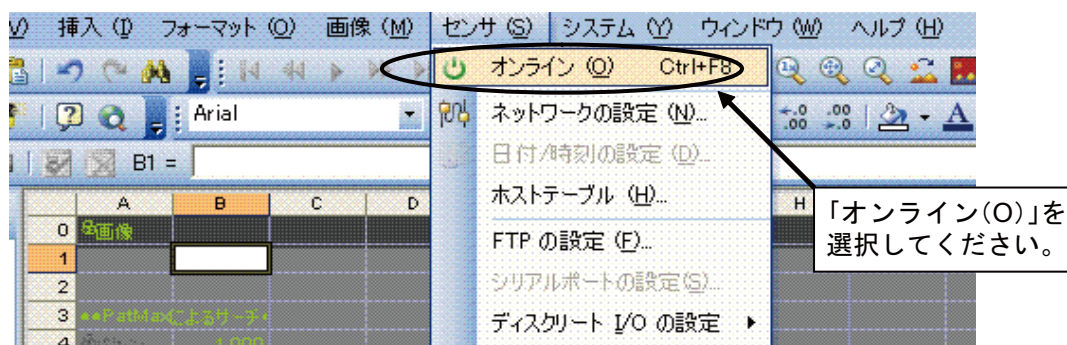 V) 挿入 (I) フォーマット (O) 画像 (M) センサ (S) システム (Y) ウィンドウ (W) ヘルプ (H)
オンライン (O) Ctrl+F8
Arial
ネットワークの設定 (N)...
日付/時刻の設定 (D)...
B1 =
ホストテーブル (H)...
A B C D H
0 画像
FTP の設定 (F)...
1
2
シリアルポートの設定(S)...
3 PatMaxによるサーチ
ディスクリート I/O の設定
4 1.000
「オンライン(O)」を
選択してください。